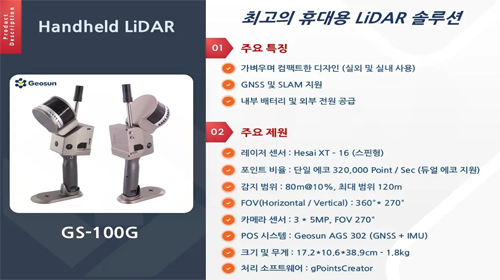 Product
Description
Handheld LiDAR
Geosun
GS-100G
최고의 휴대용 LiDAR 솔루션
01 주요 특징
가벼우며 컴팩트한 디자인 (실외 및 실내 사용)
GNSS 및 SLAM 지원
내부 배터리 및 외부 전원 공급
02 주요 제원
레이저 센서 : Hesai XT - 16 (스핀형)
포인트 비율 : 단일 에코 320,000 Point / Sec (듀얼 에코 지원)
감지 범위 : 80m@10%, 최대 범위 120m
FOV(Horizontal / Vertical) : 360°* 270°
카메라 센서 : 3 * 5MP, FOV 270°
POS 시스템 : Geosun AGS 302 (GNSS + IMU)
크기 및 무게 : 17.2*10.6*38.9cm - 1.8kg
처리 소프트웨어 : gPointsCreator